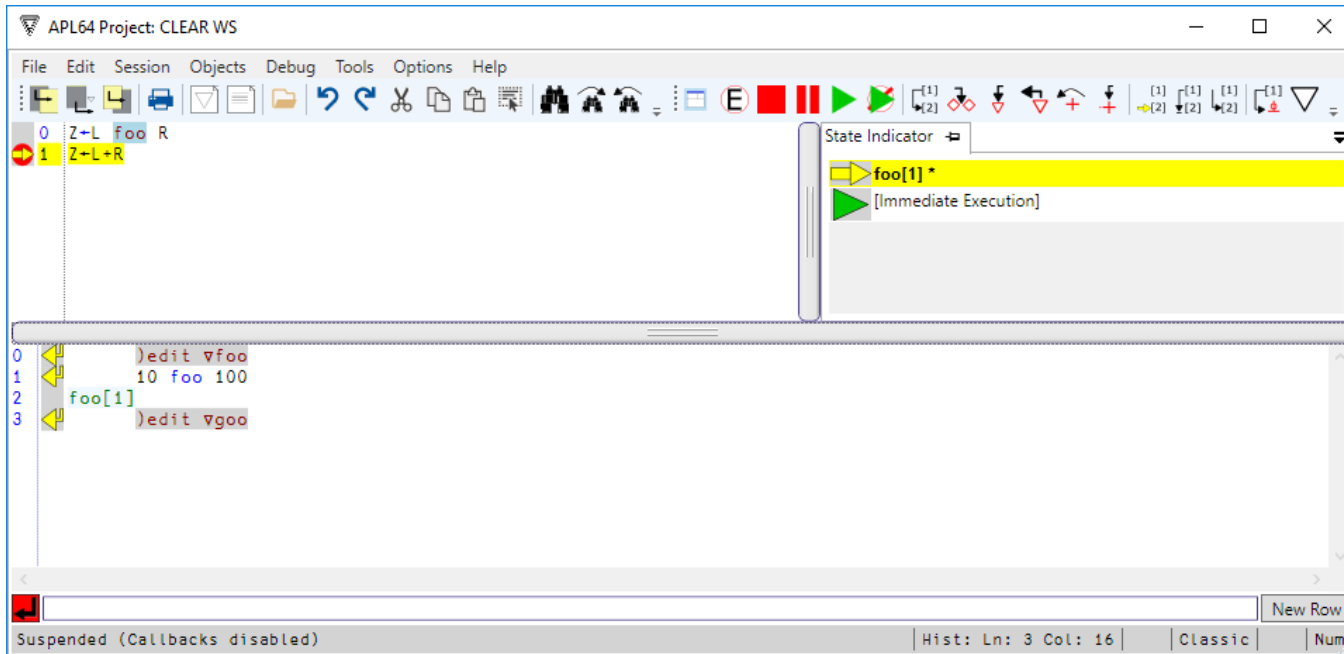 APL64 Project: CLEAR WS
File Edit Session Objects Debug Tools Options Help
0 Z←L foo R
1 Z←L+R
State Indicator
foo[1] *
[Immediate Execution]
0 )edit ∇foo
1 10 foo 100
2 foo[1]
3 )edit ∇goo
New Row
Suspended (Callbacks disabled) Hist: Ln: 3 Col: 16 Classic Num